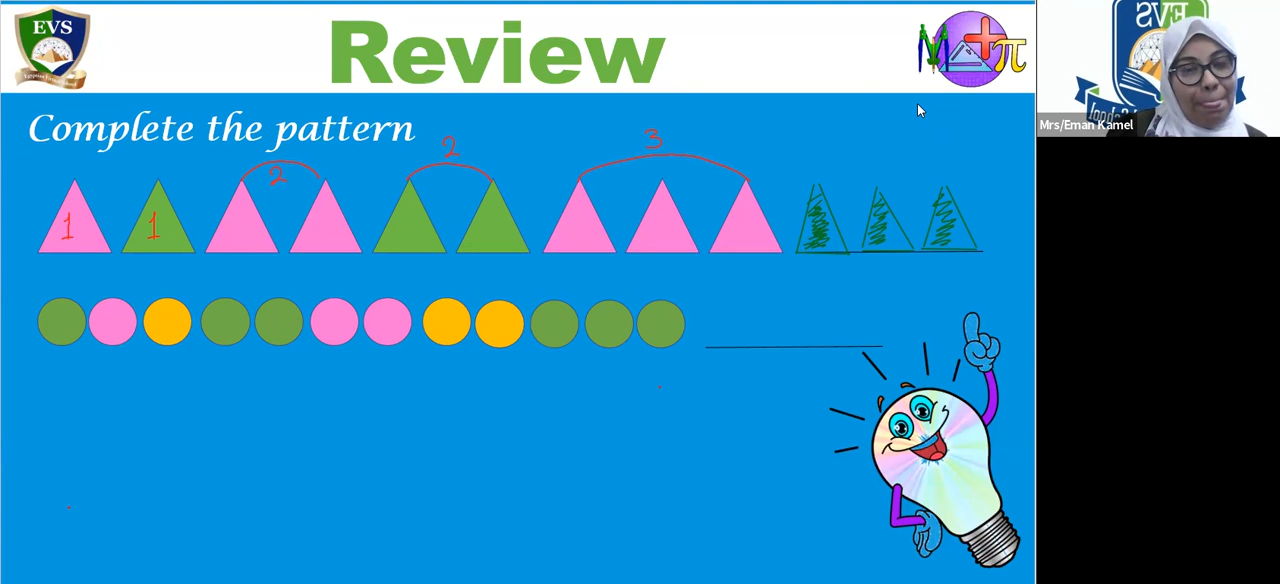 EVS
Review
M+π
Complete the pattern
1
1
2
2
3
Mrs/Eman Kamel